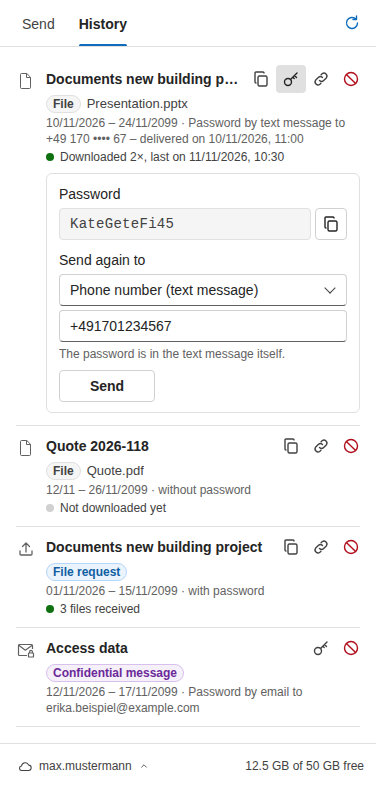 Send
History
Documents new building p…
File Presentation.pptx
10/11/2026 – 24/11/2099 · Password by text message to
+49 170 •••• 67 – delivered on 10/11/2026, 11:00
Downloaded 2×, last on 11/11/2026, 10:30
Password
KateGeteFi45
Send again to
Phone number (text message)
+491701234567
The password is in the text message itself.
Send
Quote 2026-118
File Quote.pdf
12/11 – 26/11/2099 · without password
Not downloaded yet
Documents new building project
File request
01/11/2026 – 15/11/2099 · with password
3 files received
Access data
Confidential message
12/11/2026 – 17/11/2099 · Password by email to
erika.beispiel@example.com
max.mustermann
12.5 GB of 50 GB free